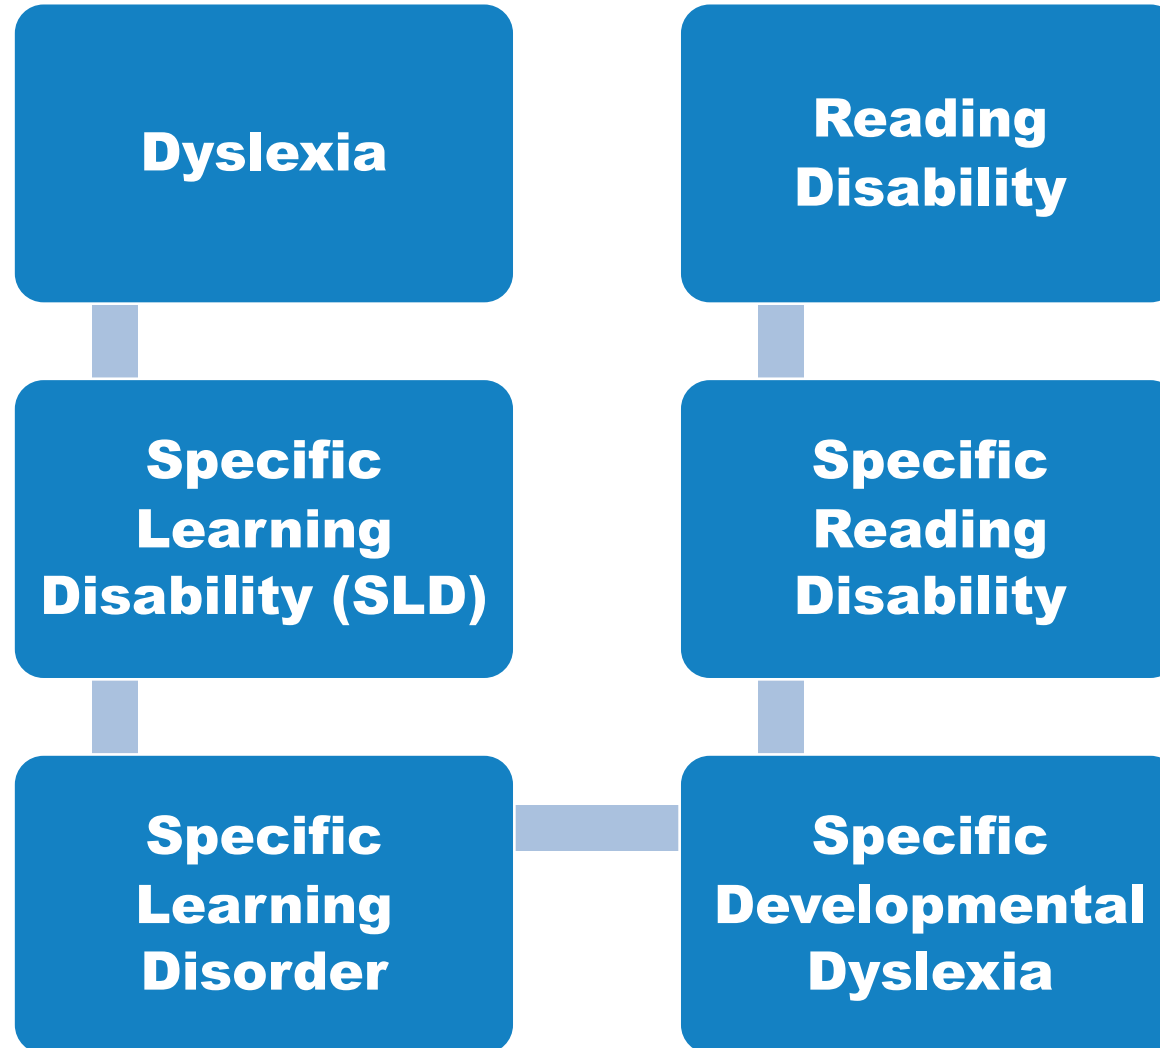 Dyslexia
Specific
Learning
Disability (SLD)
Specific
Learning
Disorder
Specific
Developmental
Dyslexia
Specific
Reading
Disability
Reading
Disability